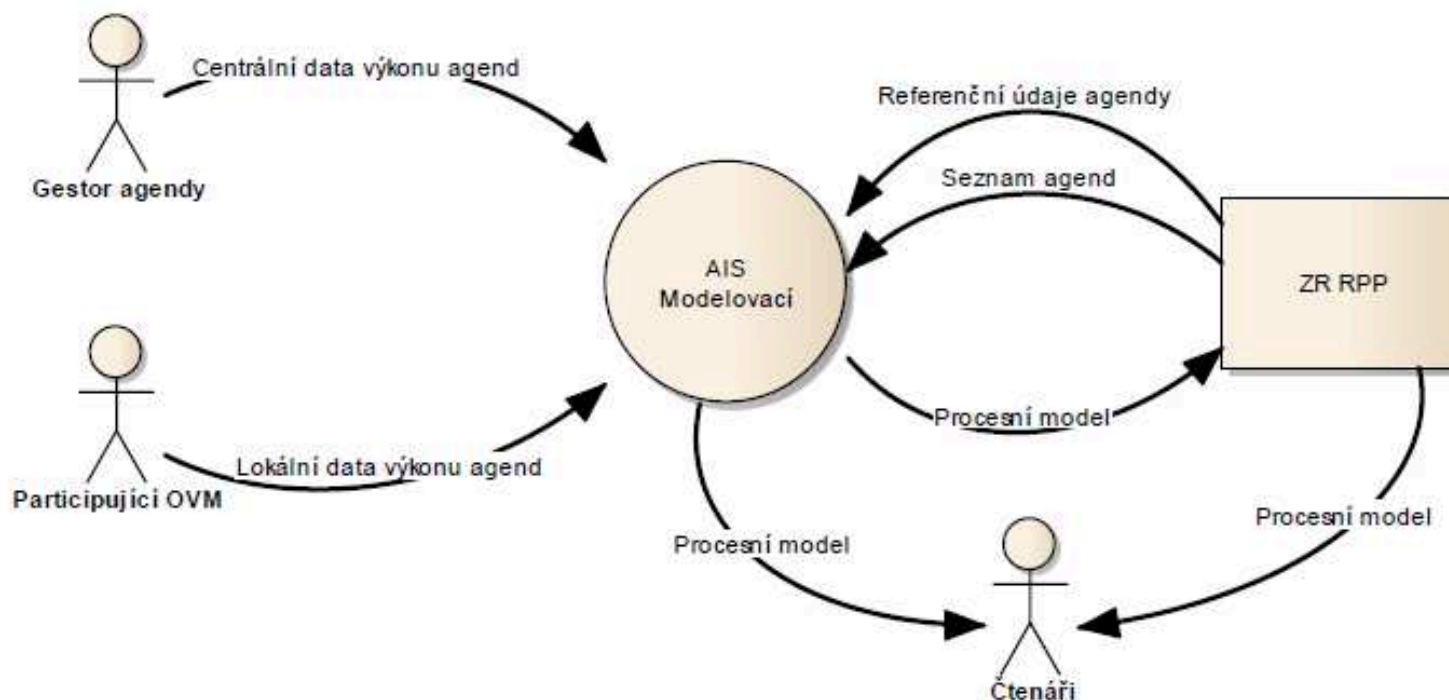 Centrální data výkonu agend
Gestor agendy
Referenční údaje agendy
Seznam agend
AIS
Modelovací
ZR RPP
Procesní model
Lokální data výkonu agend
Participující OVM
Procesní model
Procesní model
Čtenáři